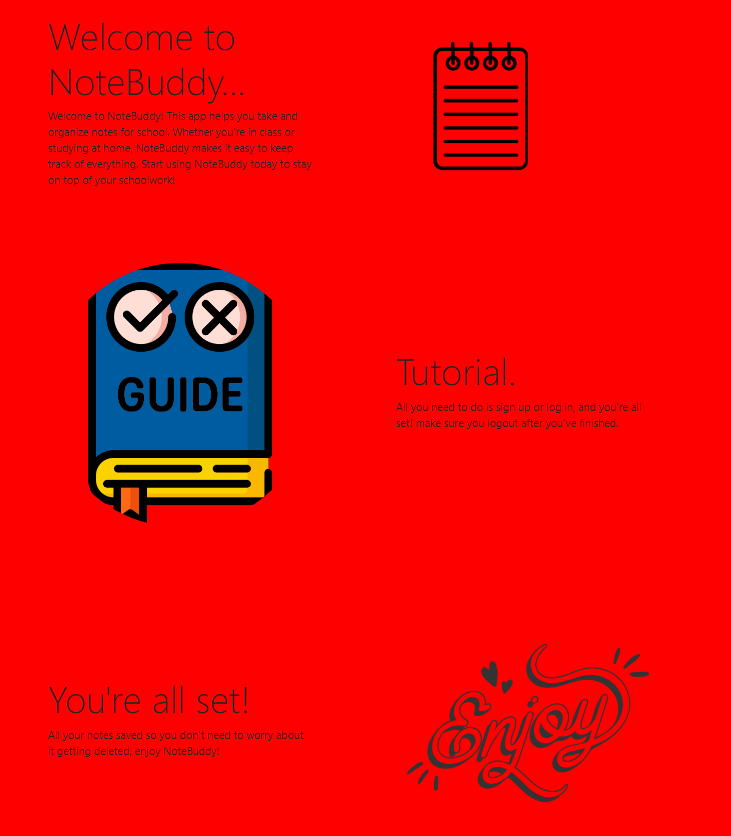 Welcome to
NoteBuddy...
Welcome to NoteBuddy! This app helps you take and
organize notes for school. Whether you're in class or
studying at home, NoteBuddy makes it easy to keep
track of everything. Start using NoteBuddy today to stay
on top of your schoolwork!
GUIDE
Tutorial.
All you need to do is sign up or log in, and you're all
set! make sure you logout after you've finished.
You're all set!
All your notes saved so you don't need to worry about
it getting deleted, enjoy NoteBuddy!
Enjoy